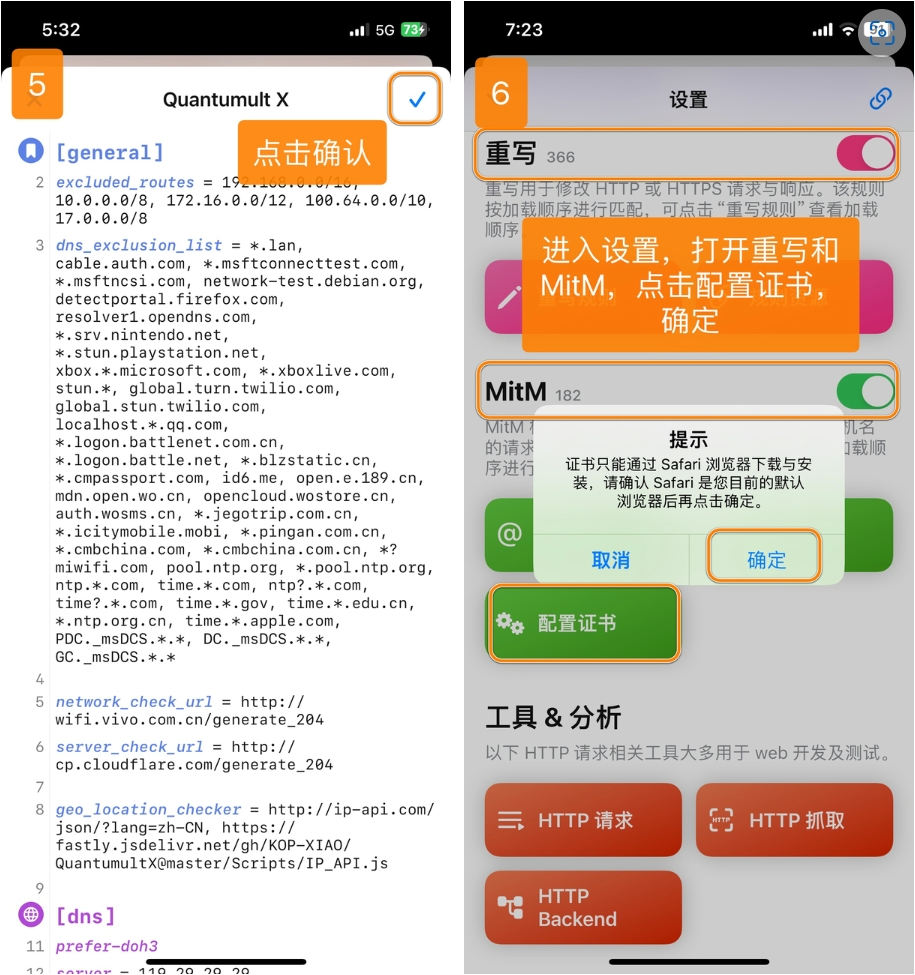 5:32
5G 73
5
Quantumult X
点击确认
[general]
2 excluded_routes = 192.168.0.0/16,
10.0.0.0/8, 172.16.0.0/12, 100.64.0.0/10,
17.0.0.0/8
3 dns_exclusion_list = *.lan,
cable.auth.com, *.msftconnecttest.com,
*.msftncsi.com, network-test.debian.org,
detectportal.firefox.com,
resolver1.opendns.com,
*.srv.nintendo.net,
*.stun.playstation.net,
xbox.*.microsoft.com, *.xboxlive.com,
stun.*, global.turn.twilio.com,
global.stun.twilio.com,
localhost.*.qq.com,
*.logon.battlenet.com.cn,
*.logon.battle.net, *.blzstatic.cn,
*.cmpassport.com, id6.me, open.e.189.cn,
mdn.open.wo.cn, opencloud.wostore.cn,
auth.wosms.cn, *.jegotrip.com.cn,
*.icitymobile.mobi, *.pingan.com.cn,
*.cmbchina.com, *.cmbchina.com.cn, *?
miwifi.com, pool.ntp.org, *.pool.ntp.org,
ntp.*.com, time.*.com, ntp?.*.com,
time?.*.com, time.*.gov, time.*.edu.cn,
*.ntp.org.cn, time.*.apple.com,
PDC._msDCS.*.*, DC._msDCS.*.*,
GC._msDCS.*.*
4
5 network_check_url = http://
wifi.vivo.com.cn/generate_204
6 server_check_url = http://
cp.cloudflare.com/generate_204
7
8 geo_location_checker = http://ip-api.com/
json/?lang=zh-CN, https://
fastly.jsdelivr.net/gh/KOP-XIAO/
QuantumultX@master/Scripts/IP_API.js
9
[dns]
11 prefer-doh3
12 server = 119.29.29.29
7:23
6
设置
重写 366
重写用于修改 HTTP 或 HTTPS 请求与响应。该规则
按加载顺序进行匹配，可点击“重写规则”查看加载
顺序
进入设置，打开重写和
MitM，点击配置证书，
确定
MitM 182
MitM 机名
的请求 加载顺
序进行
提示
证书只能通过 Safari 浏览器下载与安
装，请确认 Safari 是您目前的默认
浏览器后再点击确定。
取消 确定
@
配置证书
工具 & 分析
以下 HTTP 请求相关工具大多用于 web 开发及测试。
HTTP 请求
HTTP HTTP 抓取
HTTP
Backend